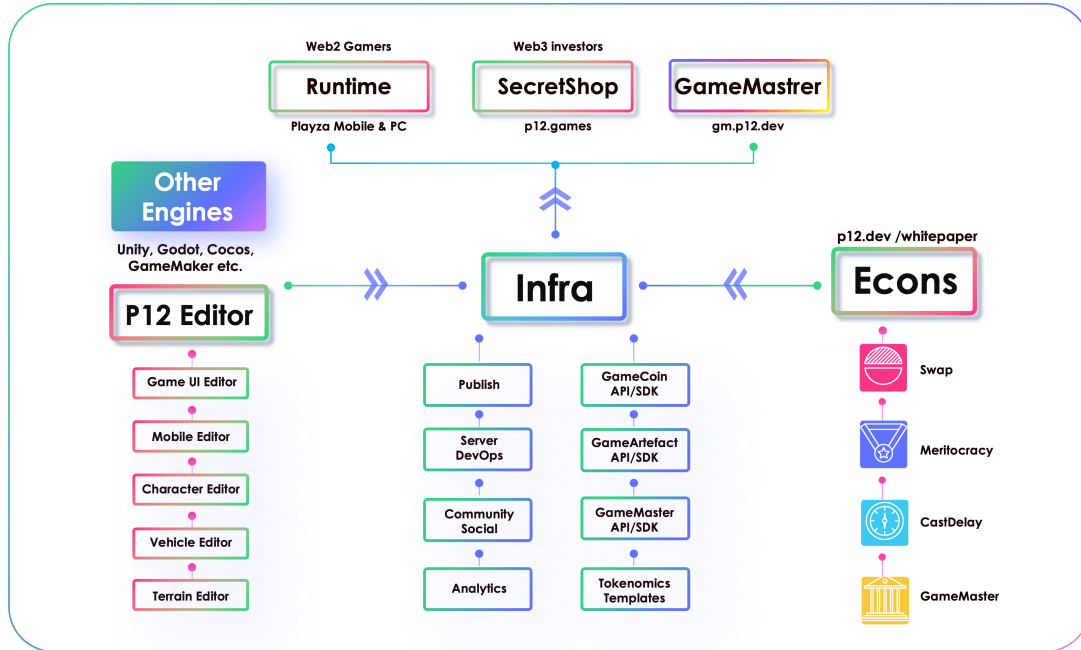 Web2 Gamers
Runtime
Playza Mobile & PC
Web3 investors
SecretShop
p12.games
GameMastrer
gm.p12.dev
Other
Engines
Unity, Godot, Cocos,
GameMaker etc.
P12 Editor
Game UI Editor
Mobile Editor
Character Editor
Vehicle Editor
Terrain Editor
Infra
Publish
Server
DevOps
Community
Social
Analytics
GameCoin
API/SDK
GameArtefact
API/SDK
GameMaster
API/SDK
Tokenomics
Templates
p12.dev /whitepaper
Econs
Swap
Meritocracy
CastDelay
GameMaster